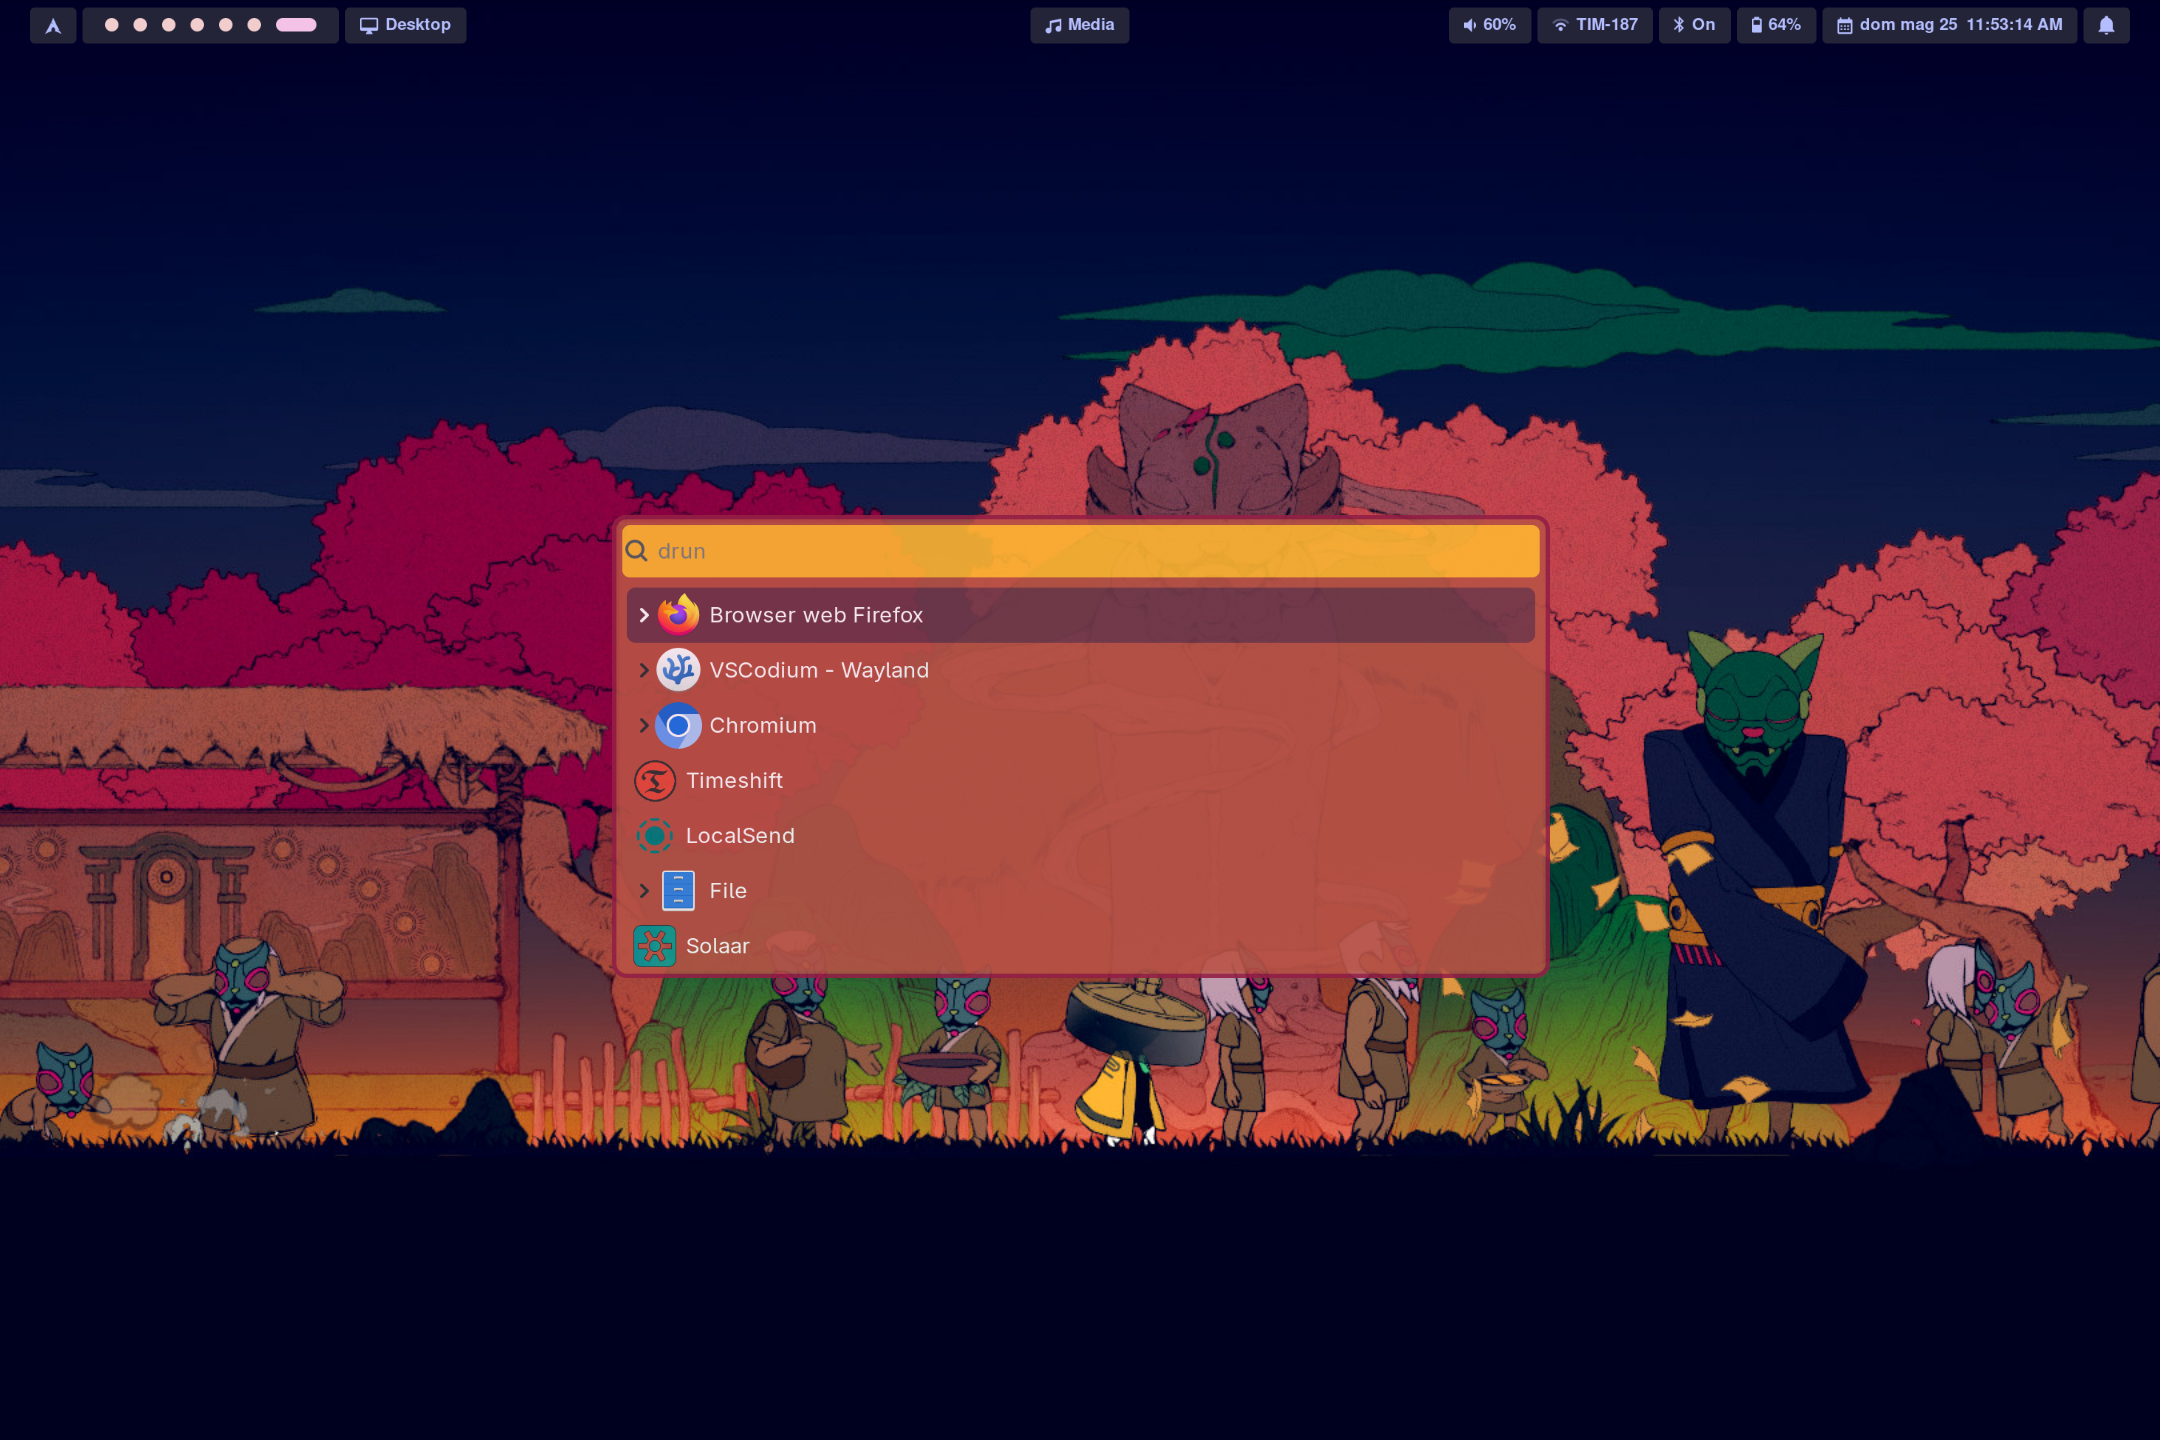 Desktop
Media
60%
TIM-187
On
64%
dom mag 25 11:53:14 AM
drun
Browser web Firefox
VSCodium - Wayland
Chromium
Timeshift
LocalSend
File
Solaar